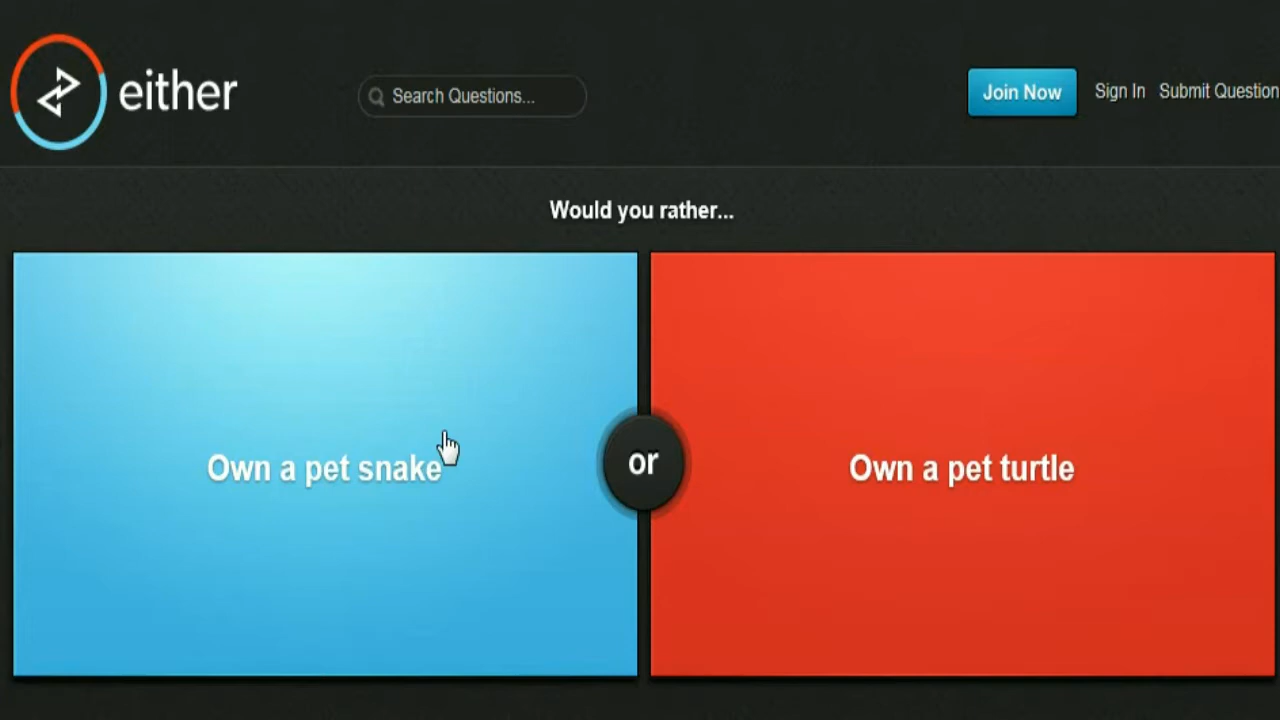 either
Search Questions...
Join Now
Sign In
Submit Question
Would you rather...
Own a pet snake
or
Own a pet turtle